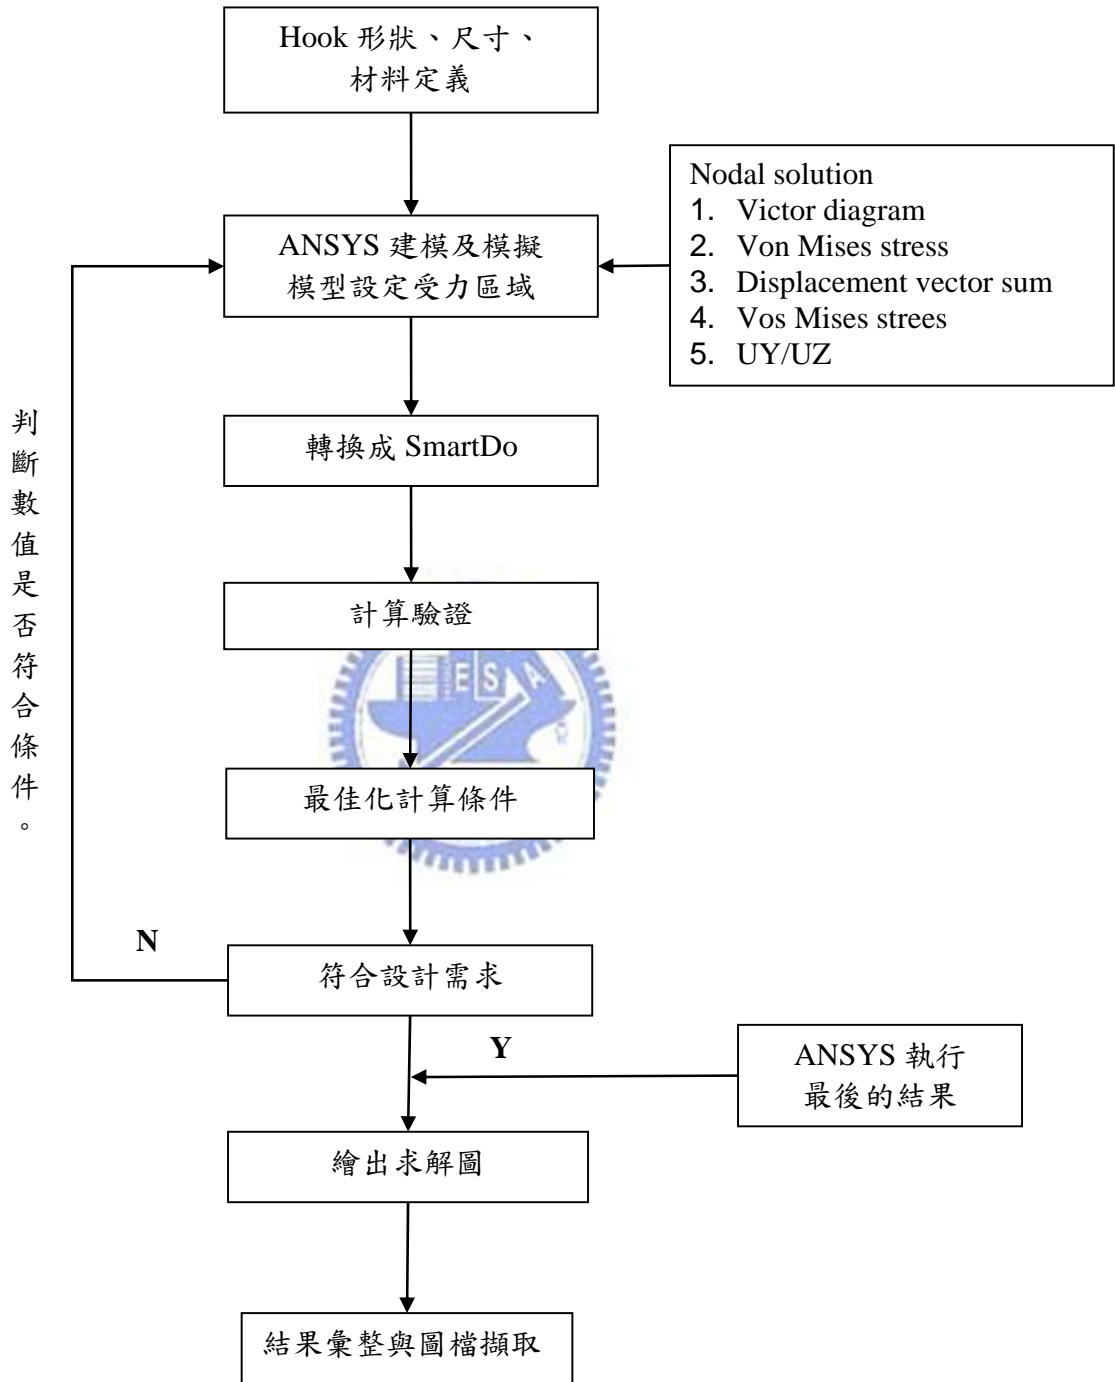 Hook 形狀、尺寸、
材料定義
Nodal solution
1. Victor diagram
2. Von Mises stress
3. Displacement vector sum
4. Vos Mises strees
5. UY/UZ
ANSYS 建模及模擬
模型設定受力區域
轉換成 SmartDo
判斷數值是否符合條件。
計算驗證
ESA
最佳化計算條件
N
符合設計需求
Y
ANSYS 執行
最後的結果
繪出求解圖
結果彙整與圖檔擷取